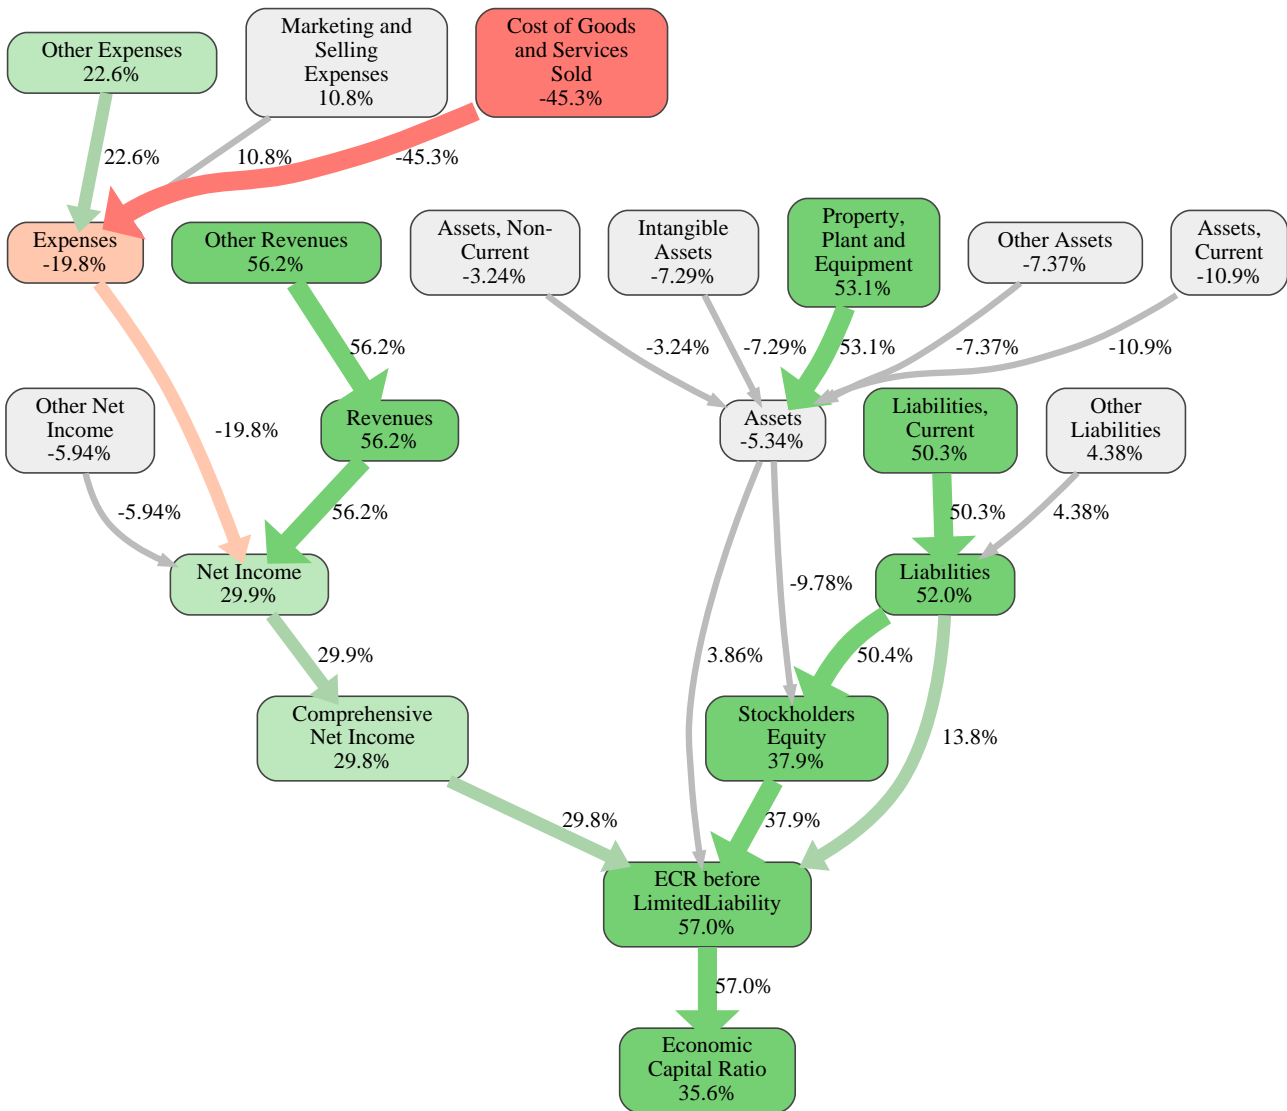 Other Expenses
22.6%
Marketing and
Selling
Expenses
10.8%
Cost of Goods
and Services
Sold
-45.3%
22.6%
10.8%
-45.3%
Expenses
-19.8%
Other Revenues
56.2%
Assets, Non-
Current
-3.24%
Intangible
Assets
-7.29%
Property,
Plant and
Equipment
53.1%
Other Assets
-7.37%
Assets,
Current
-10.9%
56.2%
-3.24%
-7.29%
53.1%
-7.37%
-10.9%
Other Net
Income
-5.94%
-19.8%
Revenues
56.2%
Assets
-5.34%
Liabilities,
Current
50.3%
Other
Liabilities
4.38%
-5.94%
56.2%
50.3%
4.38%
Net Income
29.9%
-9.78%
Liabilities
52.0%
29.9%
3.86%
50.4%
Comprehensive
Net Income
29.8%
Stockholders
Equity
37.9%
13.8%
29.8%
37.9%
ECR before
LimitedLiability
57.0%
57.0%
Economic
Capital Ratio
35.6%